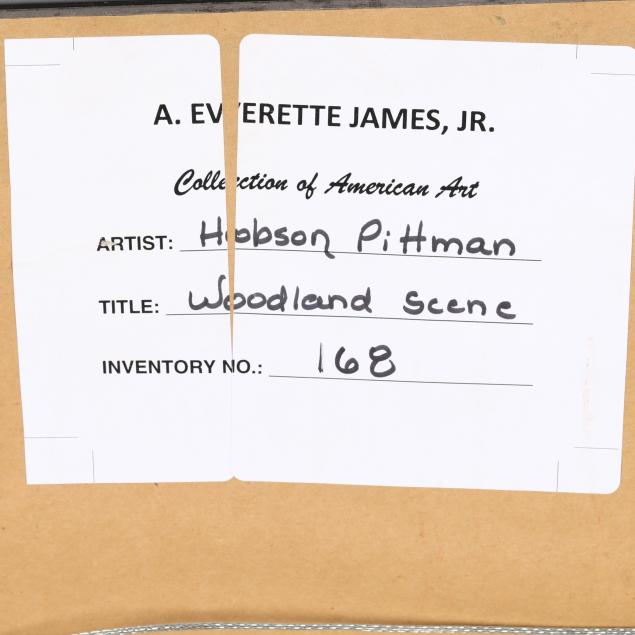 A. EVERETTE JAMES, JR.
Collection of American Art
ARTIST: Hobson Pittman
TITLE: Woodland Scene
INVENTORY NO.: 168